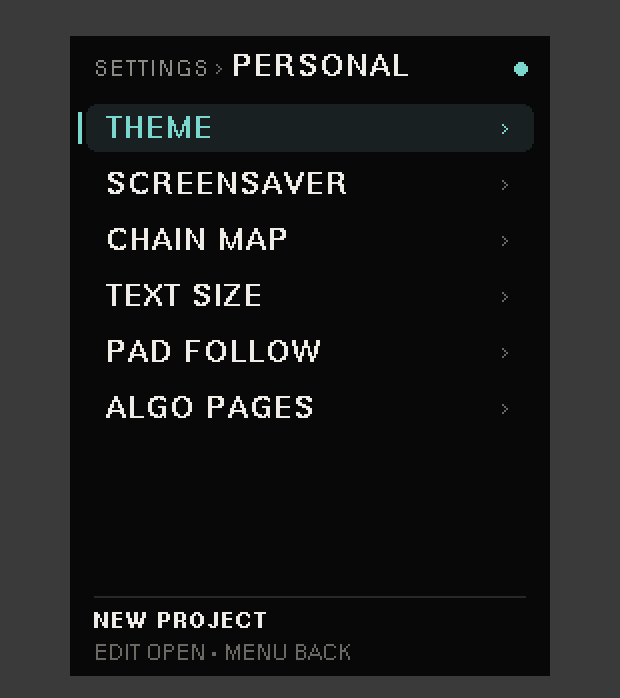 SETTINGS › PERSONAL
THEME ›
SCREENSAVER ›
CHAIN MAP ›
TEXT SIZE ›
PAD FOLLOW ›
ALGO PAGES ›
NEW PROJECT
EDIT OPEN • MENU BACK